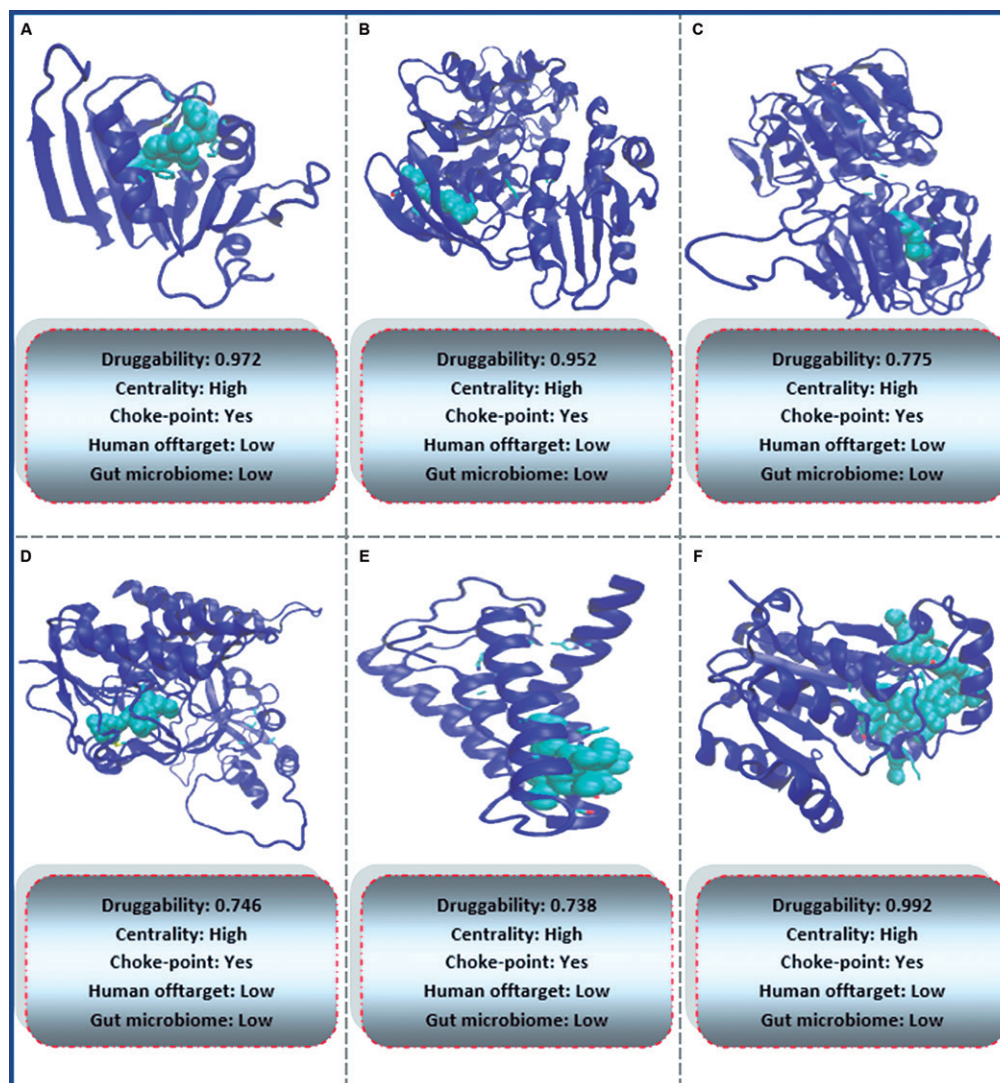 A
B
C
Druggability: 0.972
Centrality: High
Choke-point: Yes
Human offtarget: Low
Gut microbiome: Low
Druggability: 0.952
Centrality: High
Choke-point: Yes
Human offtarget: Low
Gut microbiome: Low
Druggability: 0.775
Centrality: High
Choke-point: Yes
Human offtarget: Low
Gut microbiome: Low
D
E
F
Druggability: 0.746
Centrality: High
Choke-point: Yes
Human offtarget: Low
Gut microbiome: Low
Druggability: 0.738
Centrality: High
Choke-point: Yes
Human offtarget: Low
Gut microbiome: Low
Druggability: 0.992
Centrality: High
Choke-point: Yes
Human offtarget: Low
Gut microbiome: Low